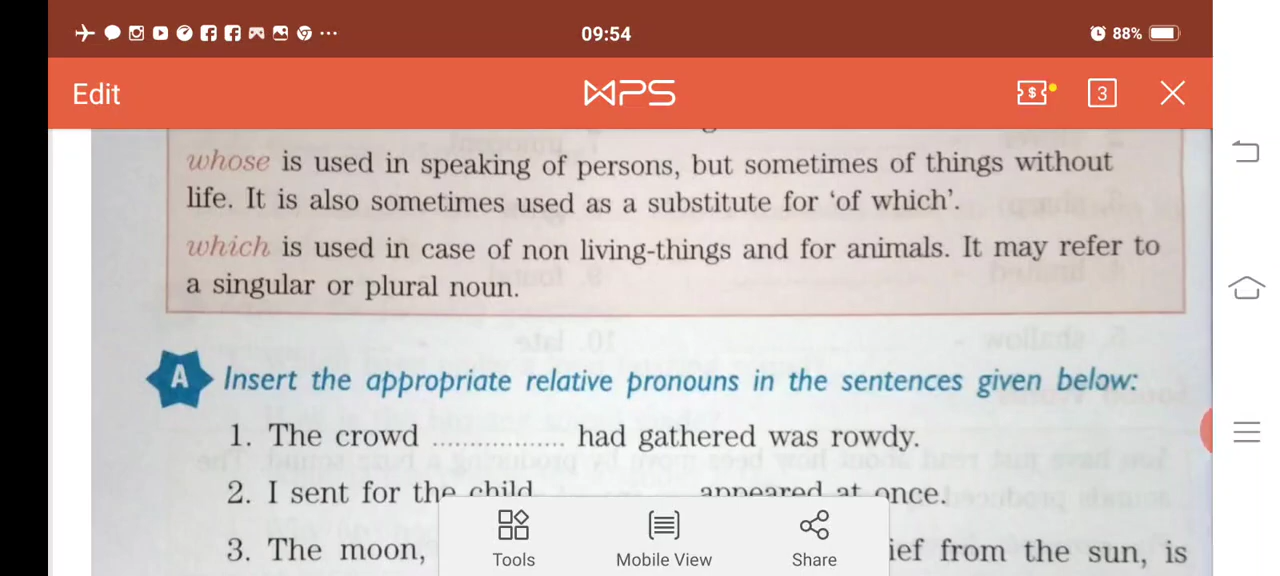 09:54
88%
Edit
WPS
3
whose is used in speaking of persons, but sometimes of things without
life. It is also sometimes used as a substitute for ‘of which’.
which is used in case of non living-things and for animals. It may refer to
a singular or plural noun.
A Insert the appropriate relative pronouns in the sentences given below:
1. The crowd .................... had gathered was rowdy.
2. I sent for the child appeared at once.
3. The moon, ief from the sun, is
Tools
Mobile View
Share